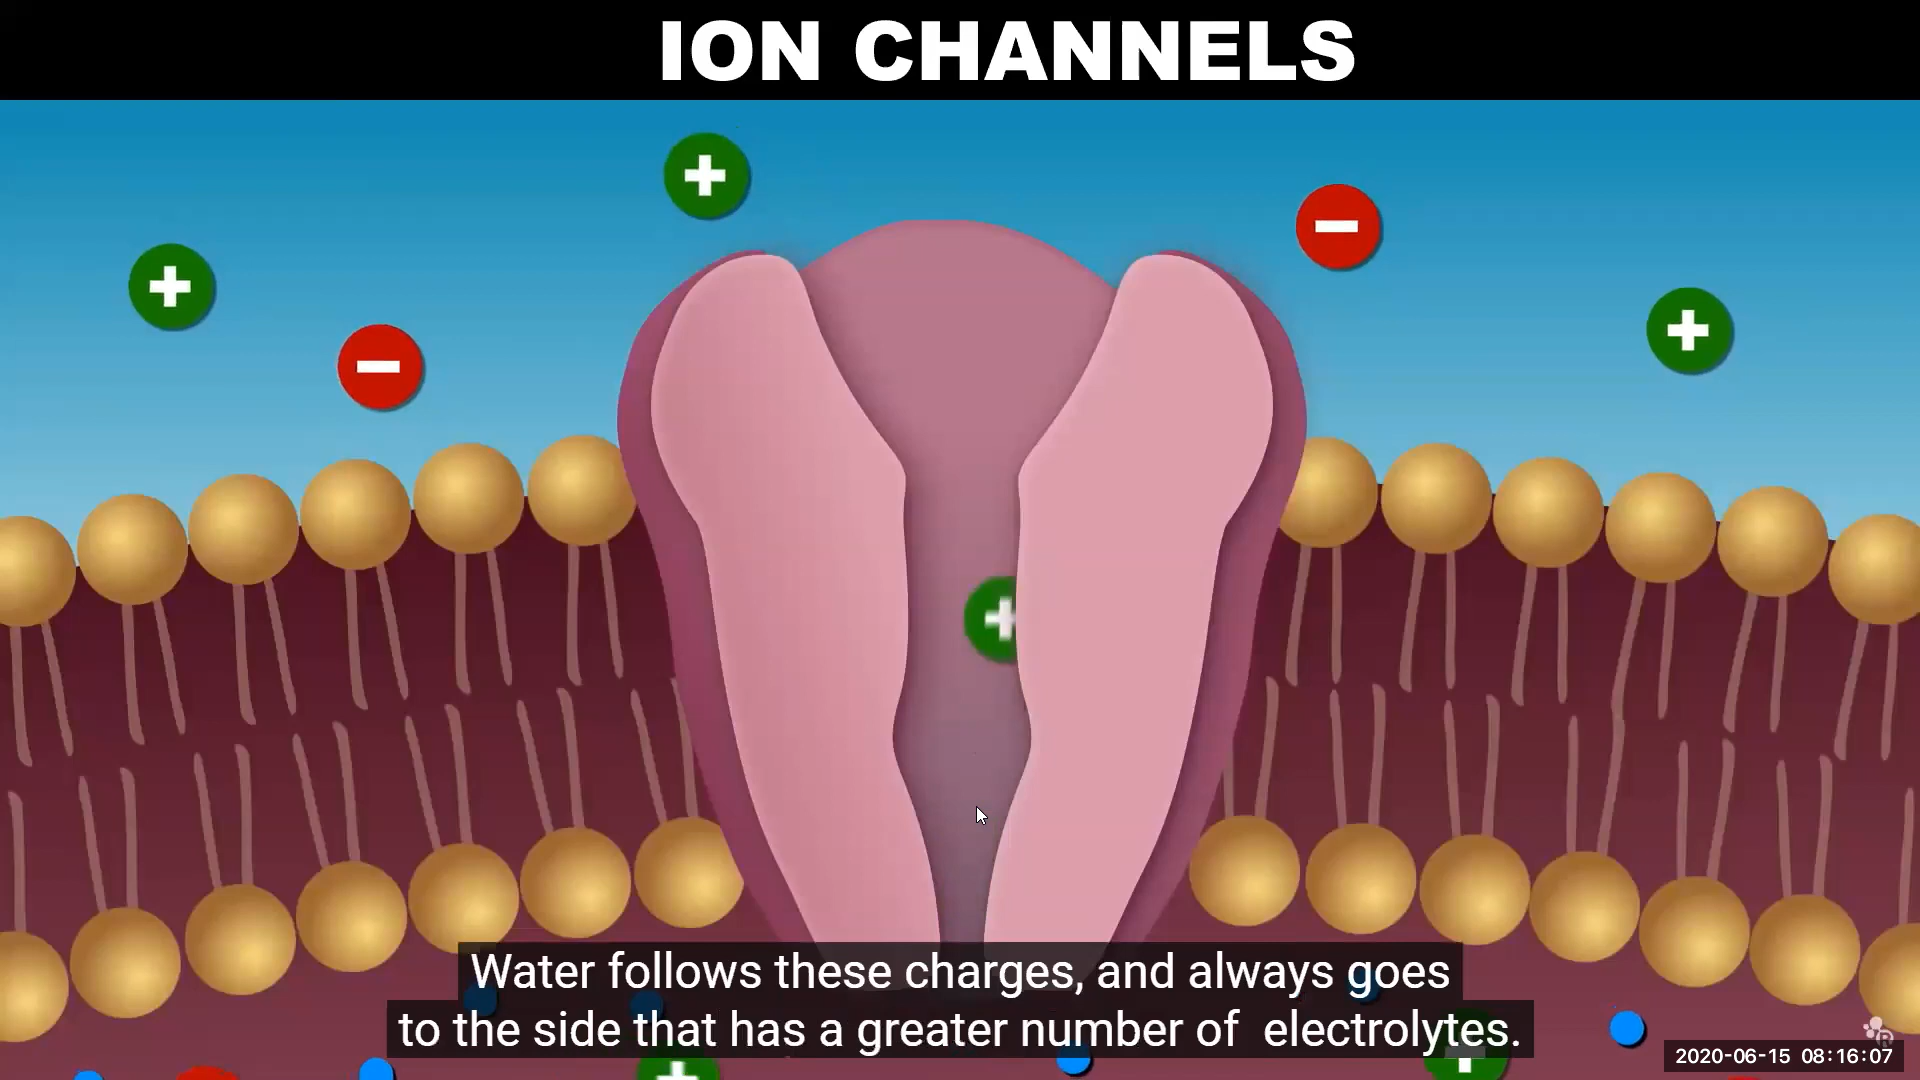 ION CHANNELS
Water follows these charges, and always goes
to the side that has a greater number of  electrolytes.
2020-06-15 08:16:07